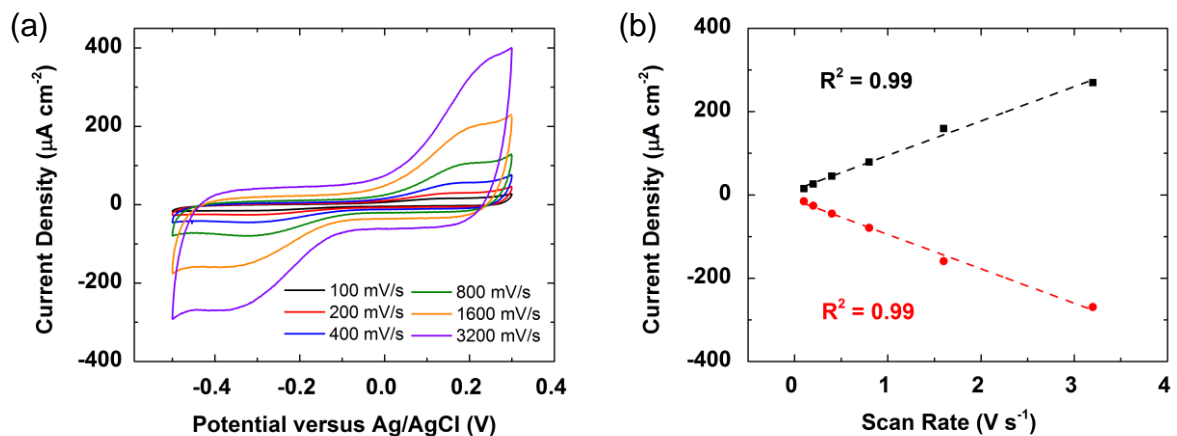 (a)
Current Density (μA cm-2)
400
200
0
-200
-400
100 mV/s
200 mV/s
400 mV/s
800 mV/s
1600 mV/s
3200 mV/s
-0.4
-0.2
0.0
0.2
0.4
Potential versus Ag/AgCl (V)
(b)
Current Density (μA cm-2)
400
200
0
-200
-400
R2 = 0.99
R2 = 0.99
0
1
2
3
4
Scan Rate (V s-1)